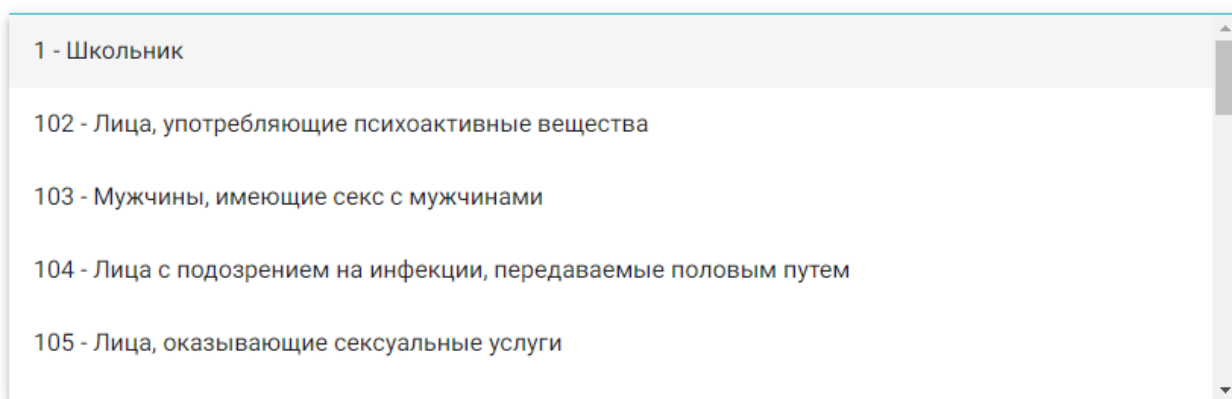 1 - Школьник
102 - Лица, употребляющие психоактивные вещества
103 - Мужчины, имеющие секс с мужчинами
104 - Лица с подозрением на инфекции, передаваемые половым путем
105 - Лица, оказывающие сексуальные услуги